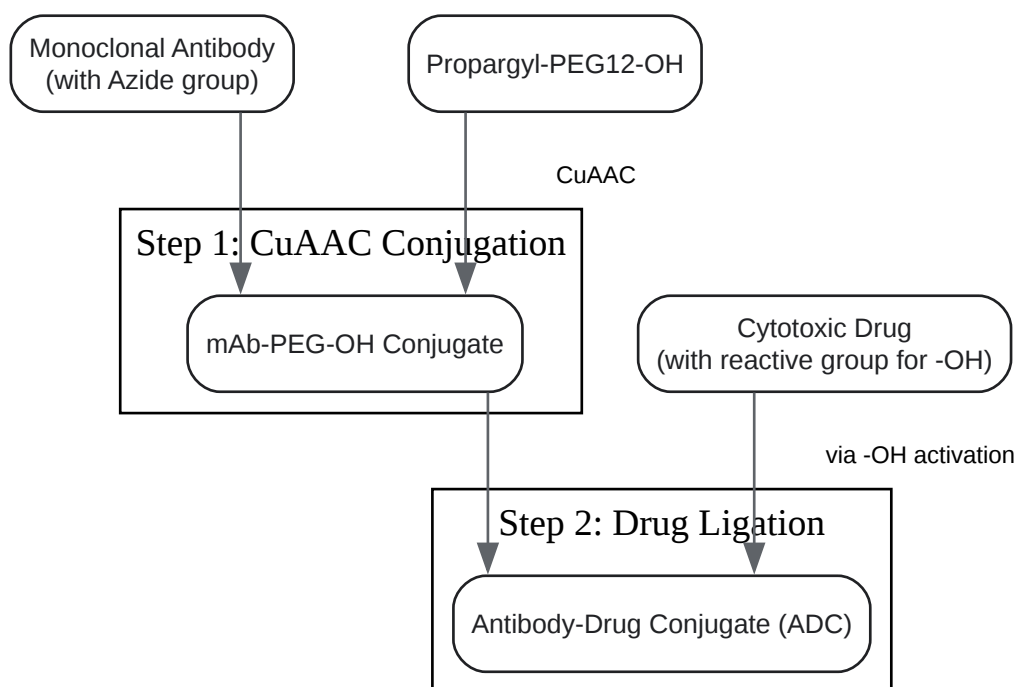 Monoclonal Antibody
(with Azide group)
Propargyl-PEG12-OH
CuAAC
Step 1: CuAAC Conjugation
mAb-PEG-OH Conjugate
Cytotoxic Drug
(with reactive group for -OH)
via -OH activation
Step 2: Drug Ligation
Antibody-Drug Conjugate (ADC)